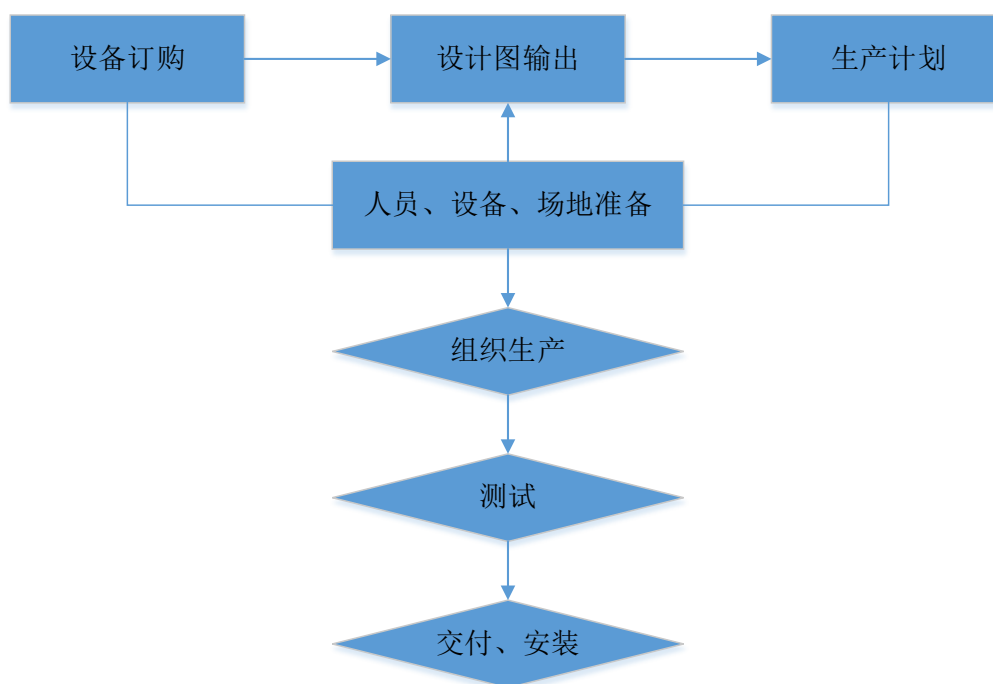 设备订购
设计图输出
生产计划
人员、设备、场地准备
组织生产
测试
交付、安装